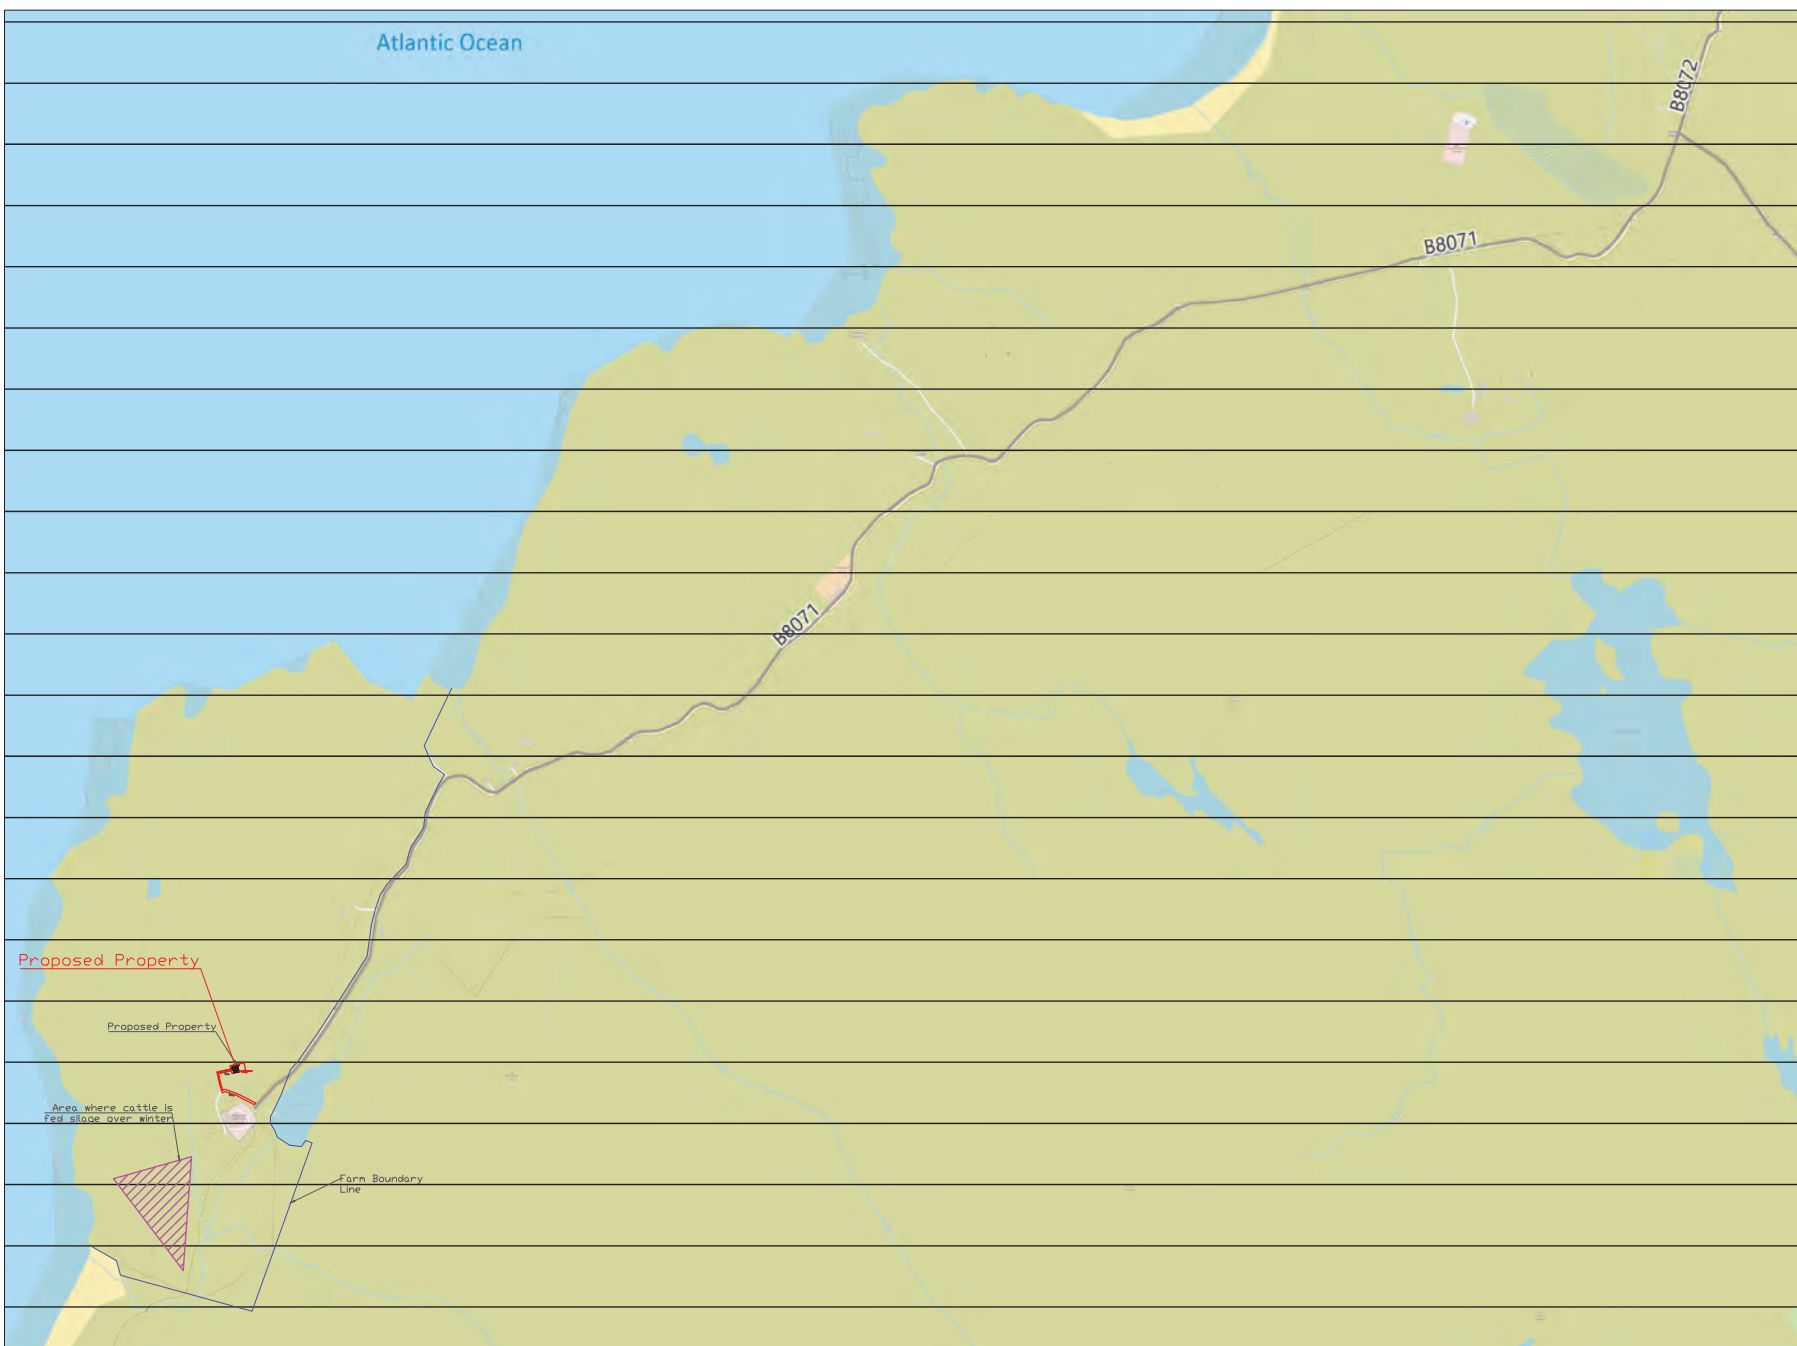 Atlantic Ocean
B8072
B8071
B8071
Proposed Property
Proposed Property
Area where cattle is
fed silage over winter
Farm Boundary
Line